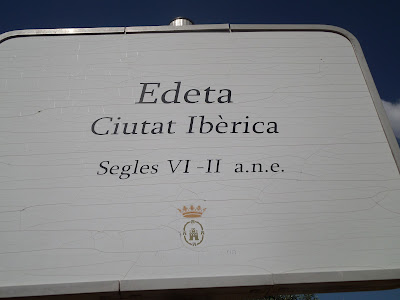 Edeta
Ciutat Ibèrica
Segles VI-II a.n.e.